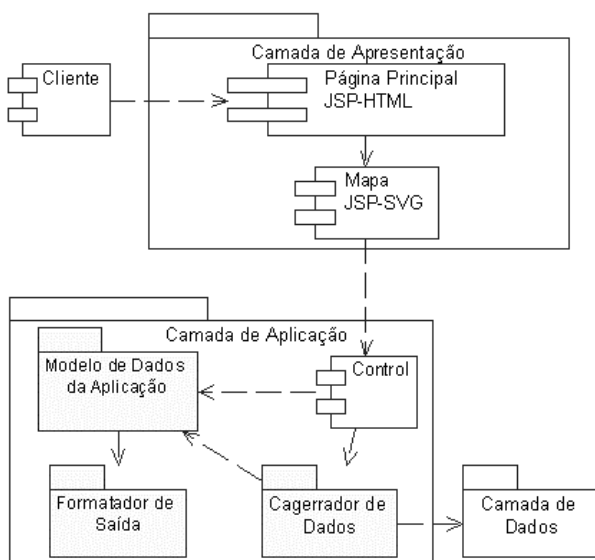 Camada de Apresentação
Cliente
Página Principal
JSP-HTML
Mapa
JSP-SVG
Camada de Aplicação
Modelo de Dados
da Aplicação
Control
Formatador de
Saída
Cagerrador de
Dados
Camada de
Dados